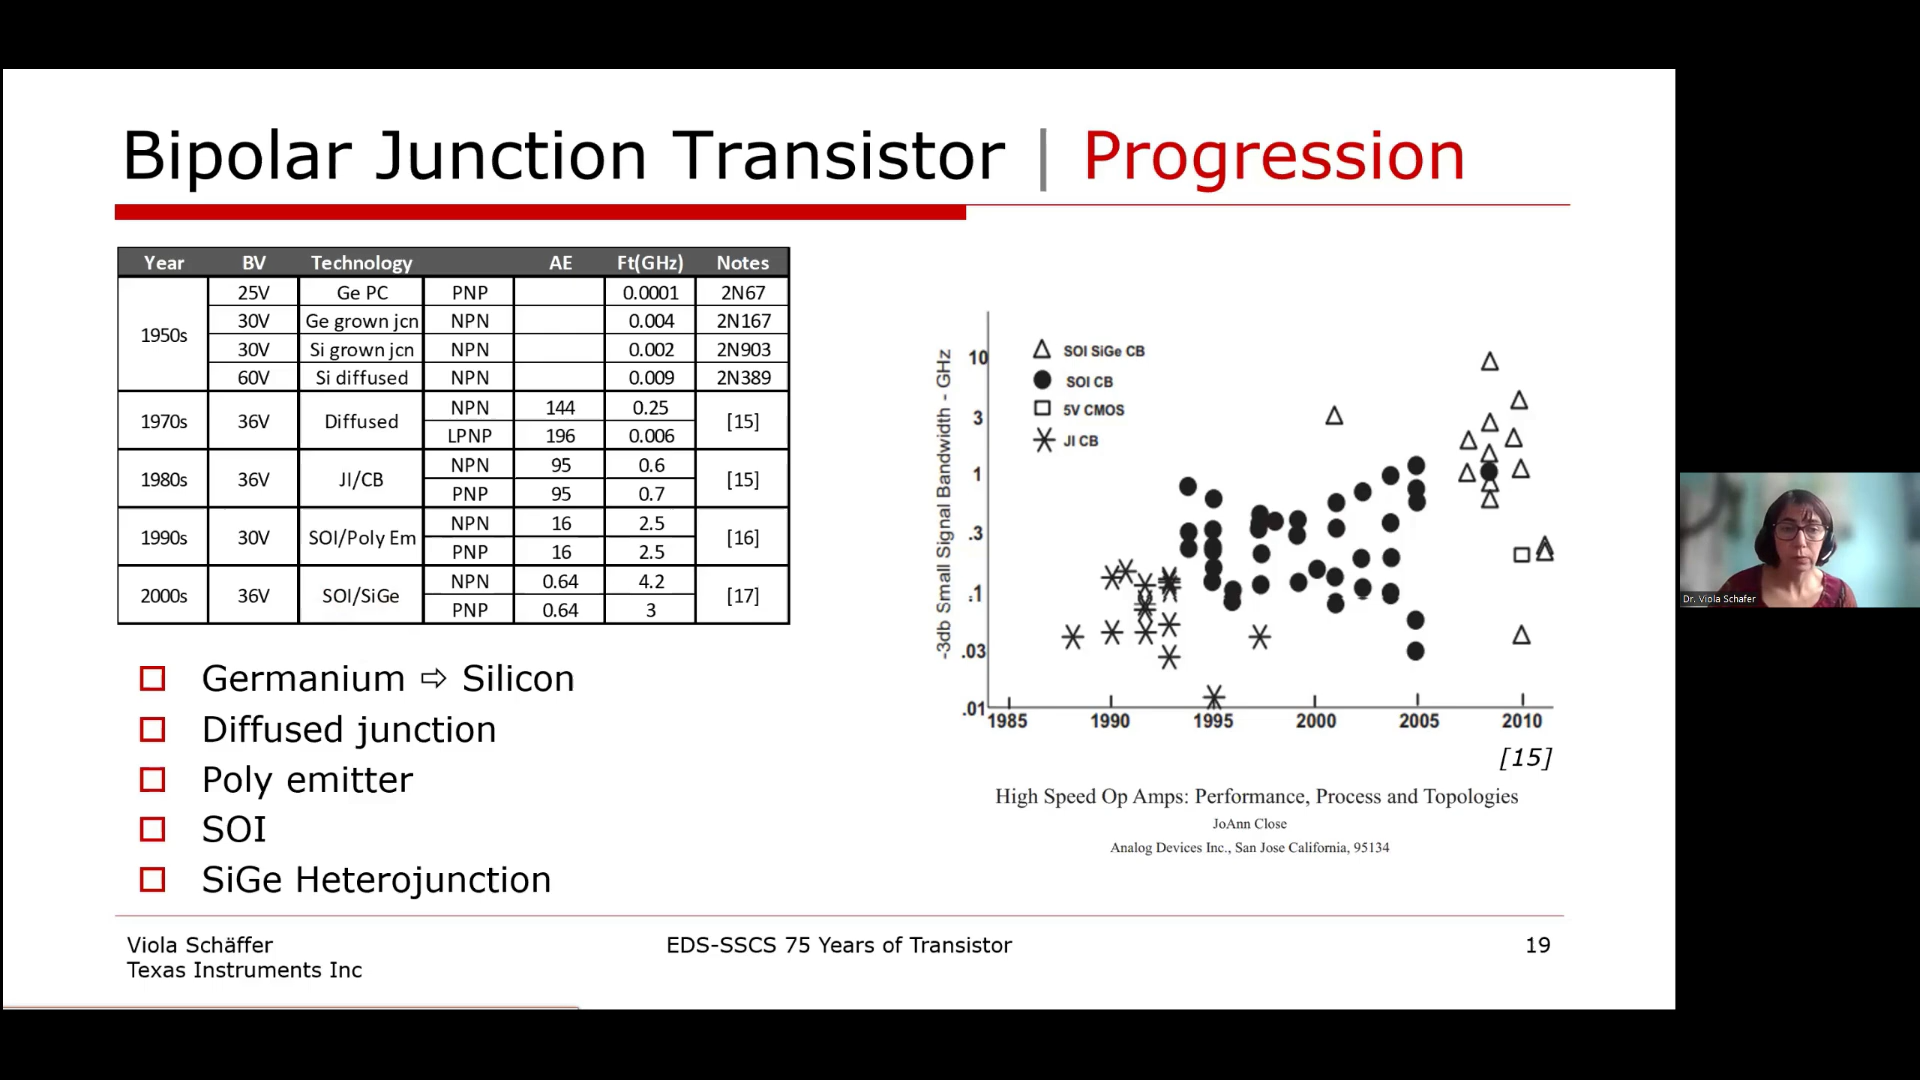 Bipolar Junction Transistor | Progression
Year BV Technology AE Ft(GHz) Notes
1950s
25V Ge PC PNP 0.0001 2N67
30V Ge grown jcn NPN 0.004 2N167
30V Si grown jcn NPN 0.002 2N903
60V Si diffused NPN 0.009 2N389
1970s 36V Diffused [15]
NPN 144 0.25
LPNP 196 0.006
1980s 36V JI/CB [15]
NPN 95 0.6
PNP 95 0.7
1990s 30V SOI/Poly Em [16]
NPN 16 2.5
PNP 16 2.5
2000s 36V SOI/SiGe [17]
NPN 0.64 4.2
PNP 0.64 3
Germanium ⇨ Silicon
Diffused junction
Poly emitter
SOI
SiGe Heterojunction
-3db Small Signal Bandwidth - GHz
10
3
1
.3
.1
.03
.01
SOI SiGe CB
SOI CB
5V CMOS
JI CB
1985 1990 1995 2000 2005 2010
[15]
High Speed Op Amps: Performance, Process and Topologies
JoAnn Close
Analog Devices Inc., San Jose California, 95134
Viola Schäffer
Texas Instruments Inc
EDS-SSCS 75 Years of Transistor
19
Dr. Viola Schafer